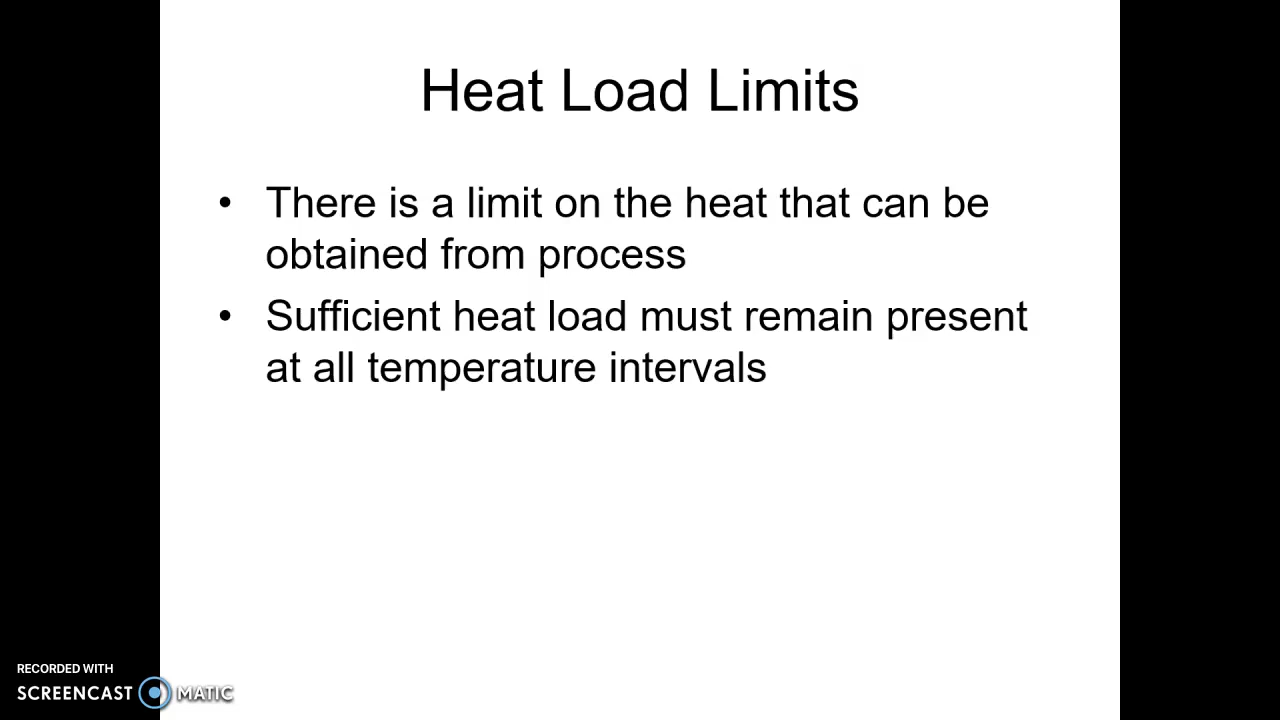 Heat Load Limits
• There is a limit on the heat that can be
obtained from process
• Sufficient heat load must remain present
at all temperature intervals
RECORDED WITH
SCREENCAST MATIC